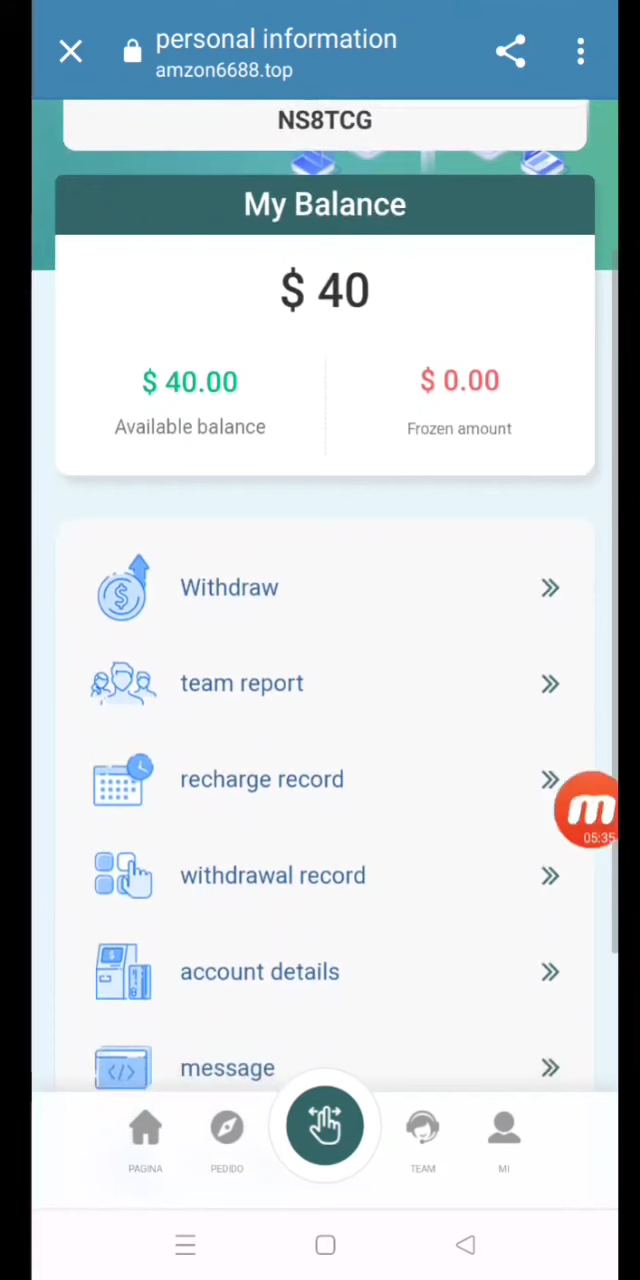 personal information
amzon6688.top
NS8TCG
My Balance
$ 40
$ 40.00
$ 0.00
Available balance
Frozen amount
Withdraw
team report
recharge record
05:35
withdrawal record
account details
message
PAGINA
PEDIDO
TEAM
MI